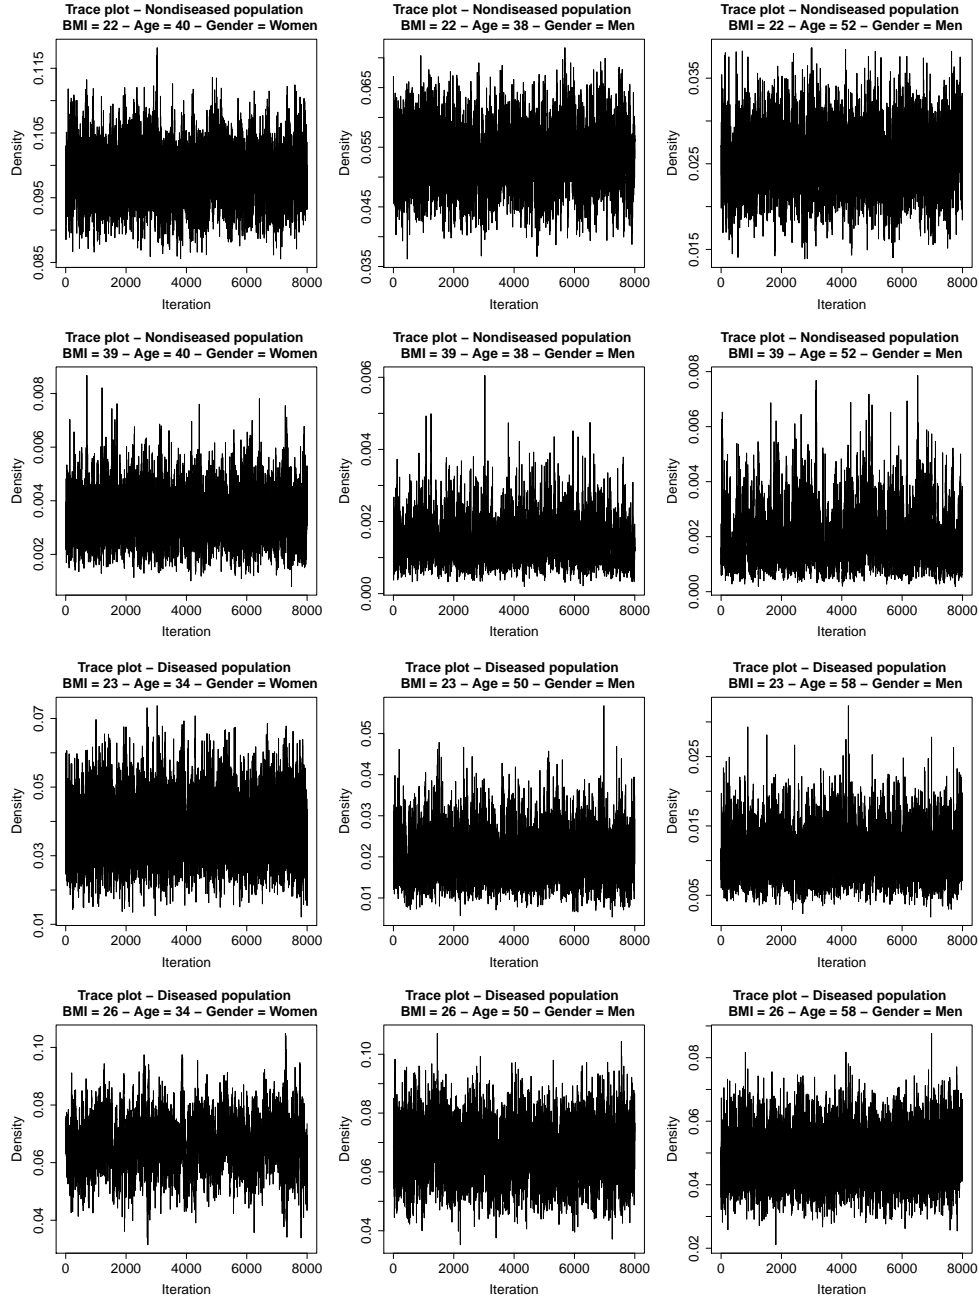 Trace plot – Nondiseased population
BMI = 22 – Age = 40 – Gender = Women
0.115
0.105
0.095
0.085
Density
0 2000 4000 6000 8000
Iteration
Trace plot – Nondiseased population
BMI = 22 – Age = 38 – Gender = Men
0.065
0.055
0.045
0.035
Density
0 2000 4000 6000 8000
Iteration
Trace plot – Nondiseased population
BMI = 22 – Age = 52 – Gender = Men
0.035
0.025
0.015
Density
0 2000 4000 6000 8000
Iteration
Trace plot – Nondiseased population
BMI = 39 – Age = 40 – Gender = Women
0.008
0.006
0.004
0.002
Density
0 2000 4000 6000 8000
Iteration
Trace plot – Nondiseased population
BMI = 39 – Age = 38 – Gender = Men
0.006
0.004
0.002
0.000
Density
0 2000 4000 6000 8000
Iteration
Trace plot – Nondiseased population
BMI = 39 – Age = 52 – Gender = Men
0.008
0.006
0.004
0.002
0.000
Density
0 2000 4000 6000 8000
Iteration
Trace plot – Diseased population
BMI = 23 – Age = 34 – Gender = Women
0.07
0.05
0.03
0.01
Density
0 2000 4000 6000 8000
Iteration
Trace plot – Diseased population
BMI = 23 – Age = 50 – Gender = Men
0.05
0.04
0.03
0.02
0.01
Density
0 2000 4000 6000 8000
Iteration
Trace plot – Diseased population
BMI = 23 – Age = 58 – Gender = Men
0.025
0.015
0.005
Density
0 2000 4000 6000 8000
Iteration
Trace plot – Diseased population
BMI = 26 – Age = 34 – Gender = Women
0.10
0.08
0.06
0.04
Density
0 2000 4000 6000 8000
Iteration
Trace plot – Diseased population
BMI = 26 – Age = 50 – Gender = Men
0.10
0.08
0.06
0.04
Density
0 2000 4000 6000 8000
Iteration
Trace plot – Diseased population
BMI = 26 – Age = 58 – Gender = Men
0.08
0.06
0.04
0.02
Density
0 2000 4000 6000 8000
Iteration